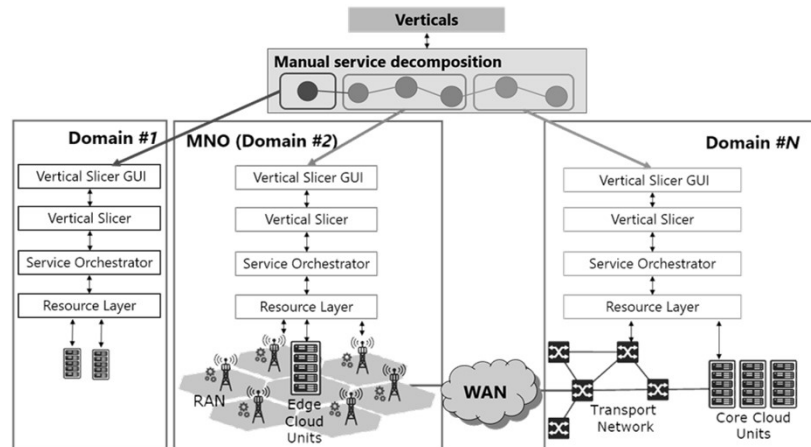 Verticals
Manual service decomposition
Domain #1
Vertical Slicer GUI
Vertical Slicer
Service Orchestrator
Resource Layer
MNO (Domain #2)
Vertical Slicer GUI
Vertical Slicer
Service Orchestrator
Resource Layer
RAN
Edge
Cloud
Units
WAN
Domain #N
Vertical Slicer GUI
Vertical Slicer
Service Orchestrator
Resource Layer
Transport
Network
Core Cloud
Units